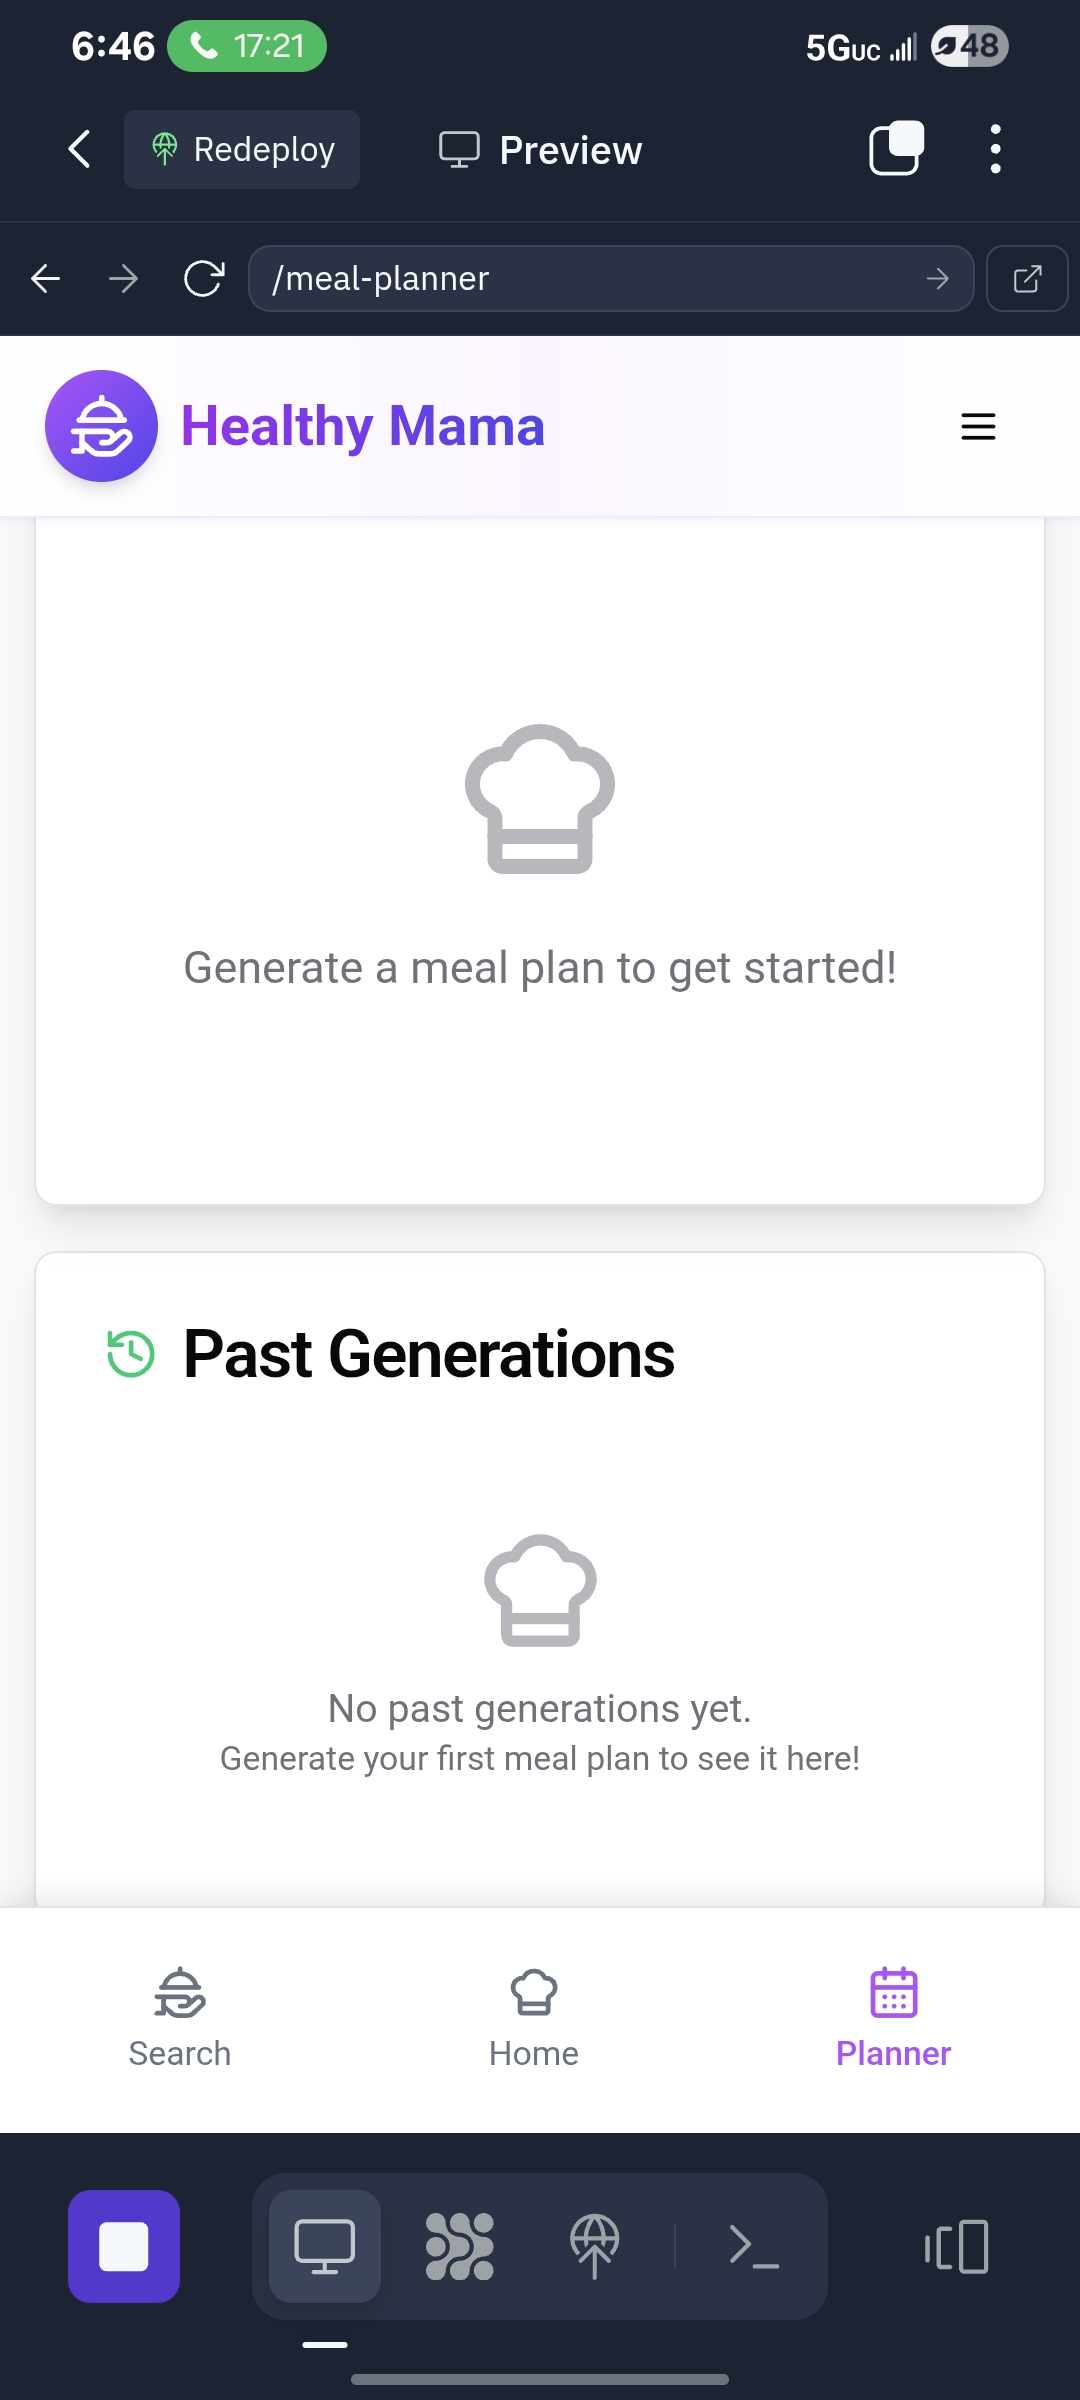 6:46 17:21 5GUC 48
Redeploy Preview
/meal-planner
Healthy Mama
Generate a meal plan to get started!
Past Generations
No past generations yet.
Generate your first meal plan to see it here!
Search Home Planner